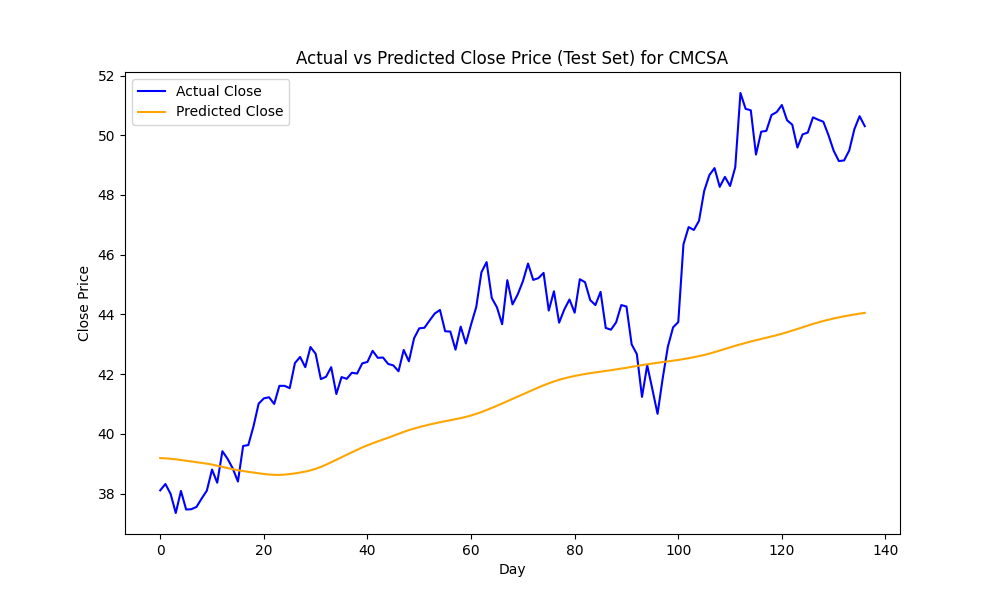 Actual vs Predicted Close Price (Test Set) for CMCSA
Actual Close
Predicted Close
Close Price
52
50
48
46
44
42
40
38
0 20 40 60 80 100 120 140
Day